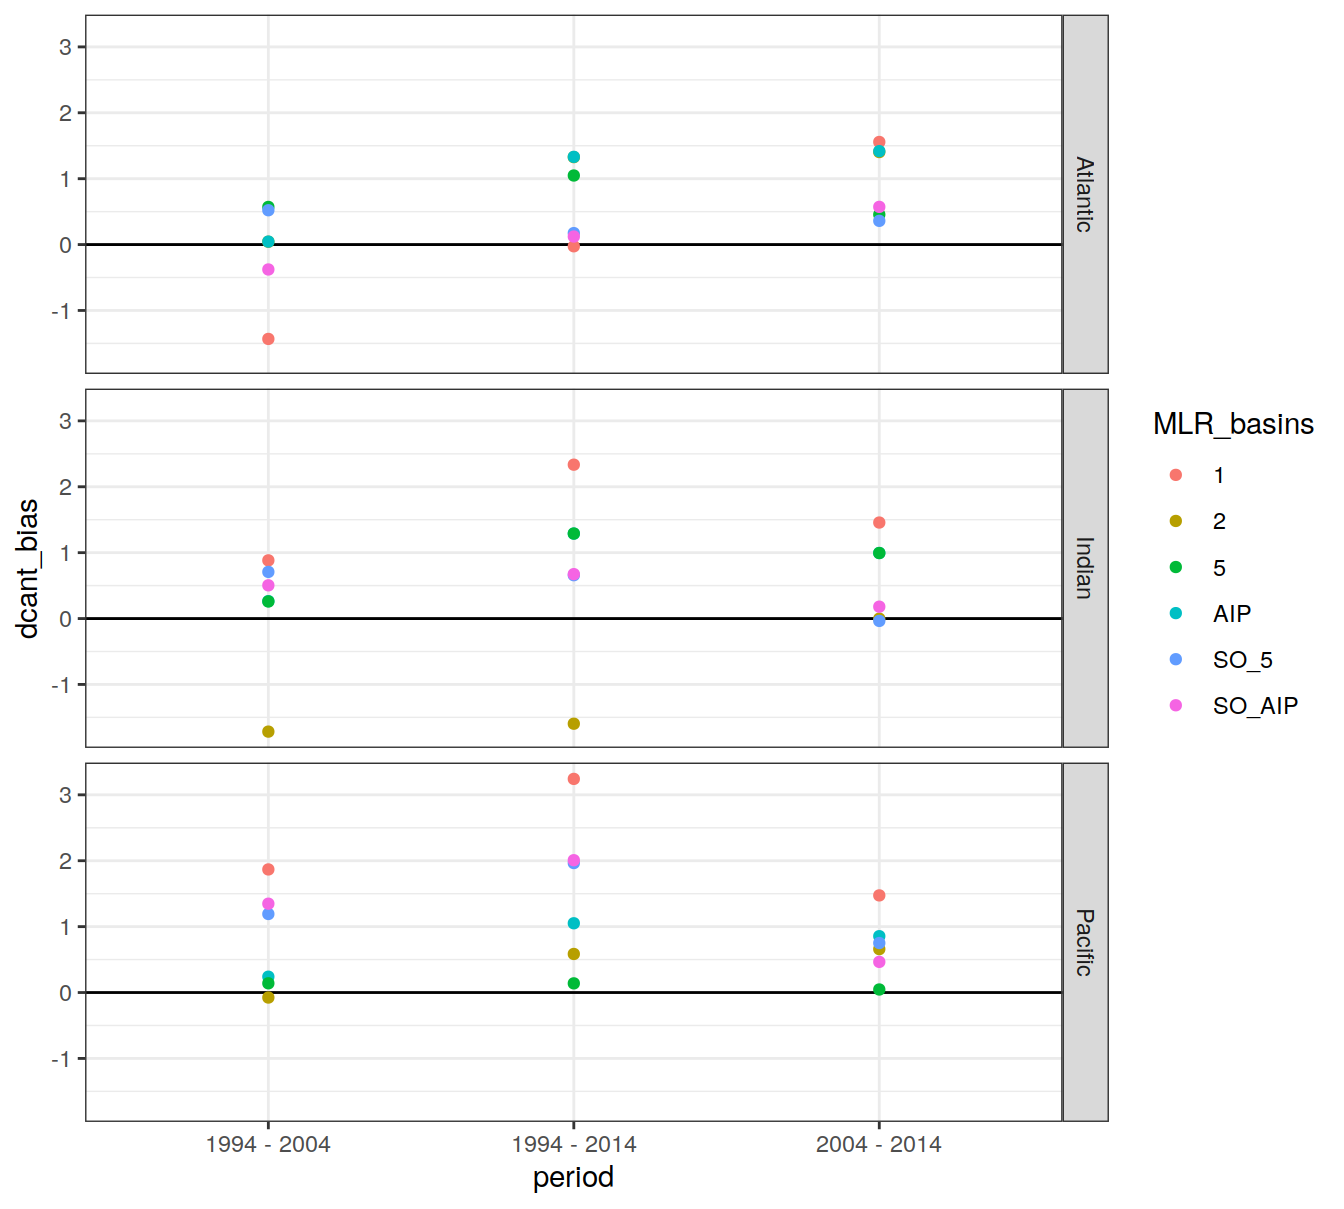 3
2
1
0
-1
Atlantic
3
2
1
0
-1
Indian
3
2
1
0
-1
Pacific
dcant_bias
1994 - 2004
1994 - 2014
2004 - 2014
period
MLR_basins
1
2
5
AIP
SO_5
SO_AIP